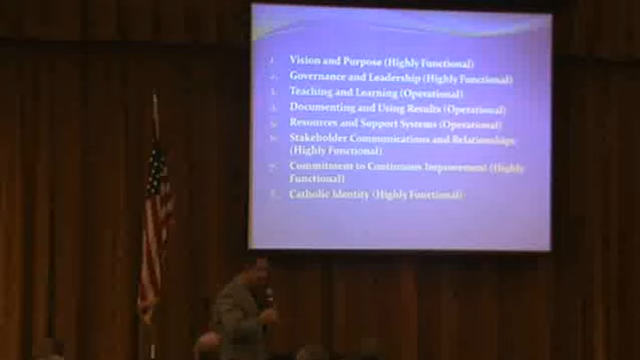 1. Vision and Purpose (Highly Functional)
2. Governance and Leadership (Highly Functional)
3. Teaching and Learning (Operational)
4. Documenting and Using Results (Operational)
5. Resources and Support Systems (Operational)
6. Stakeholder Communications and Relationships
(Highly Functional)
7. Commitment to Continuous Improvement (Highly
Functional)
8. Catholic Identity (Highly Functional)